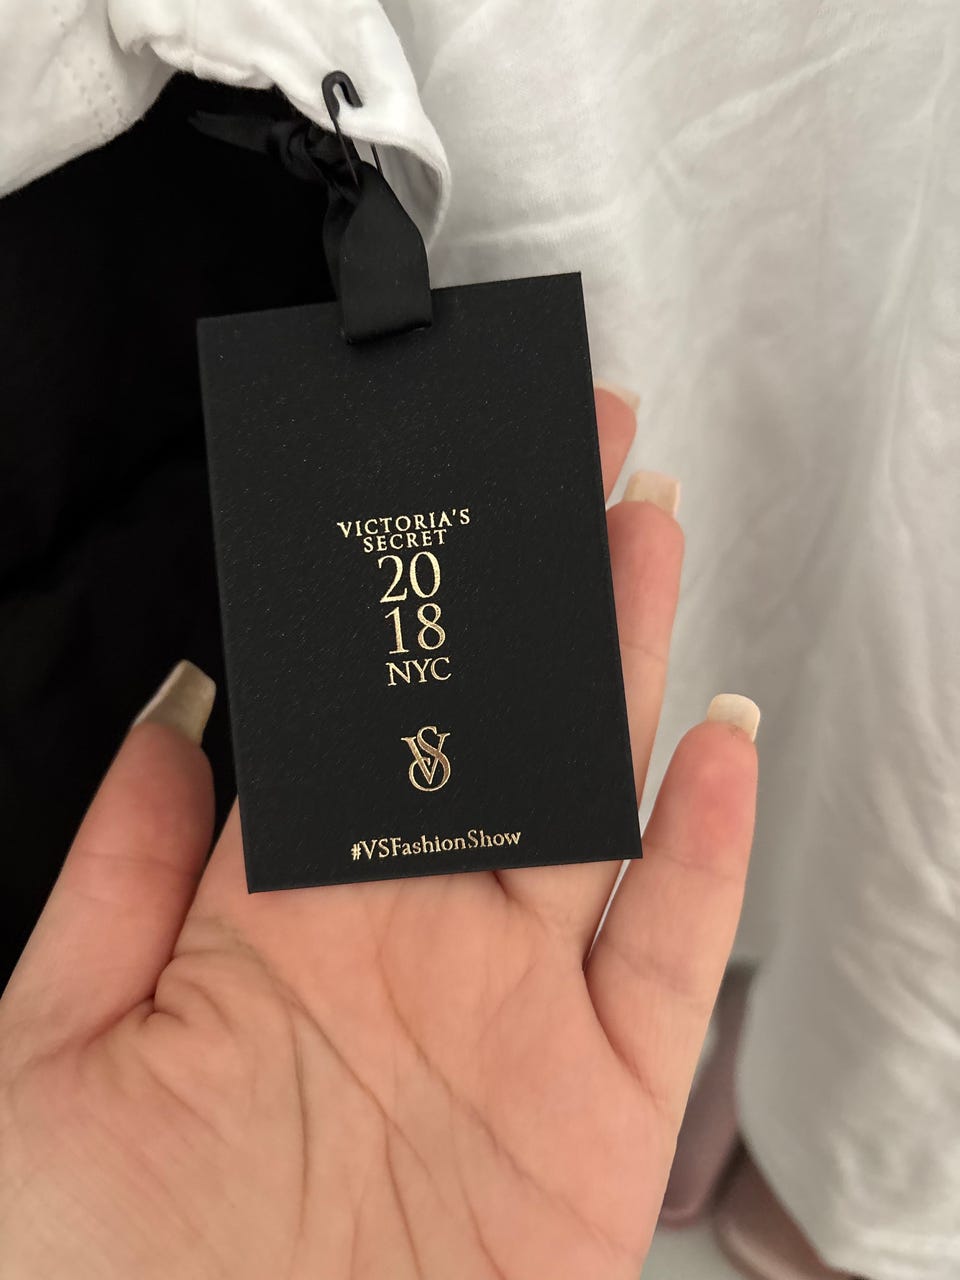 VICTORIA'S
SECRET
20
18
NYC
VS
#VSFashionShow